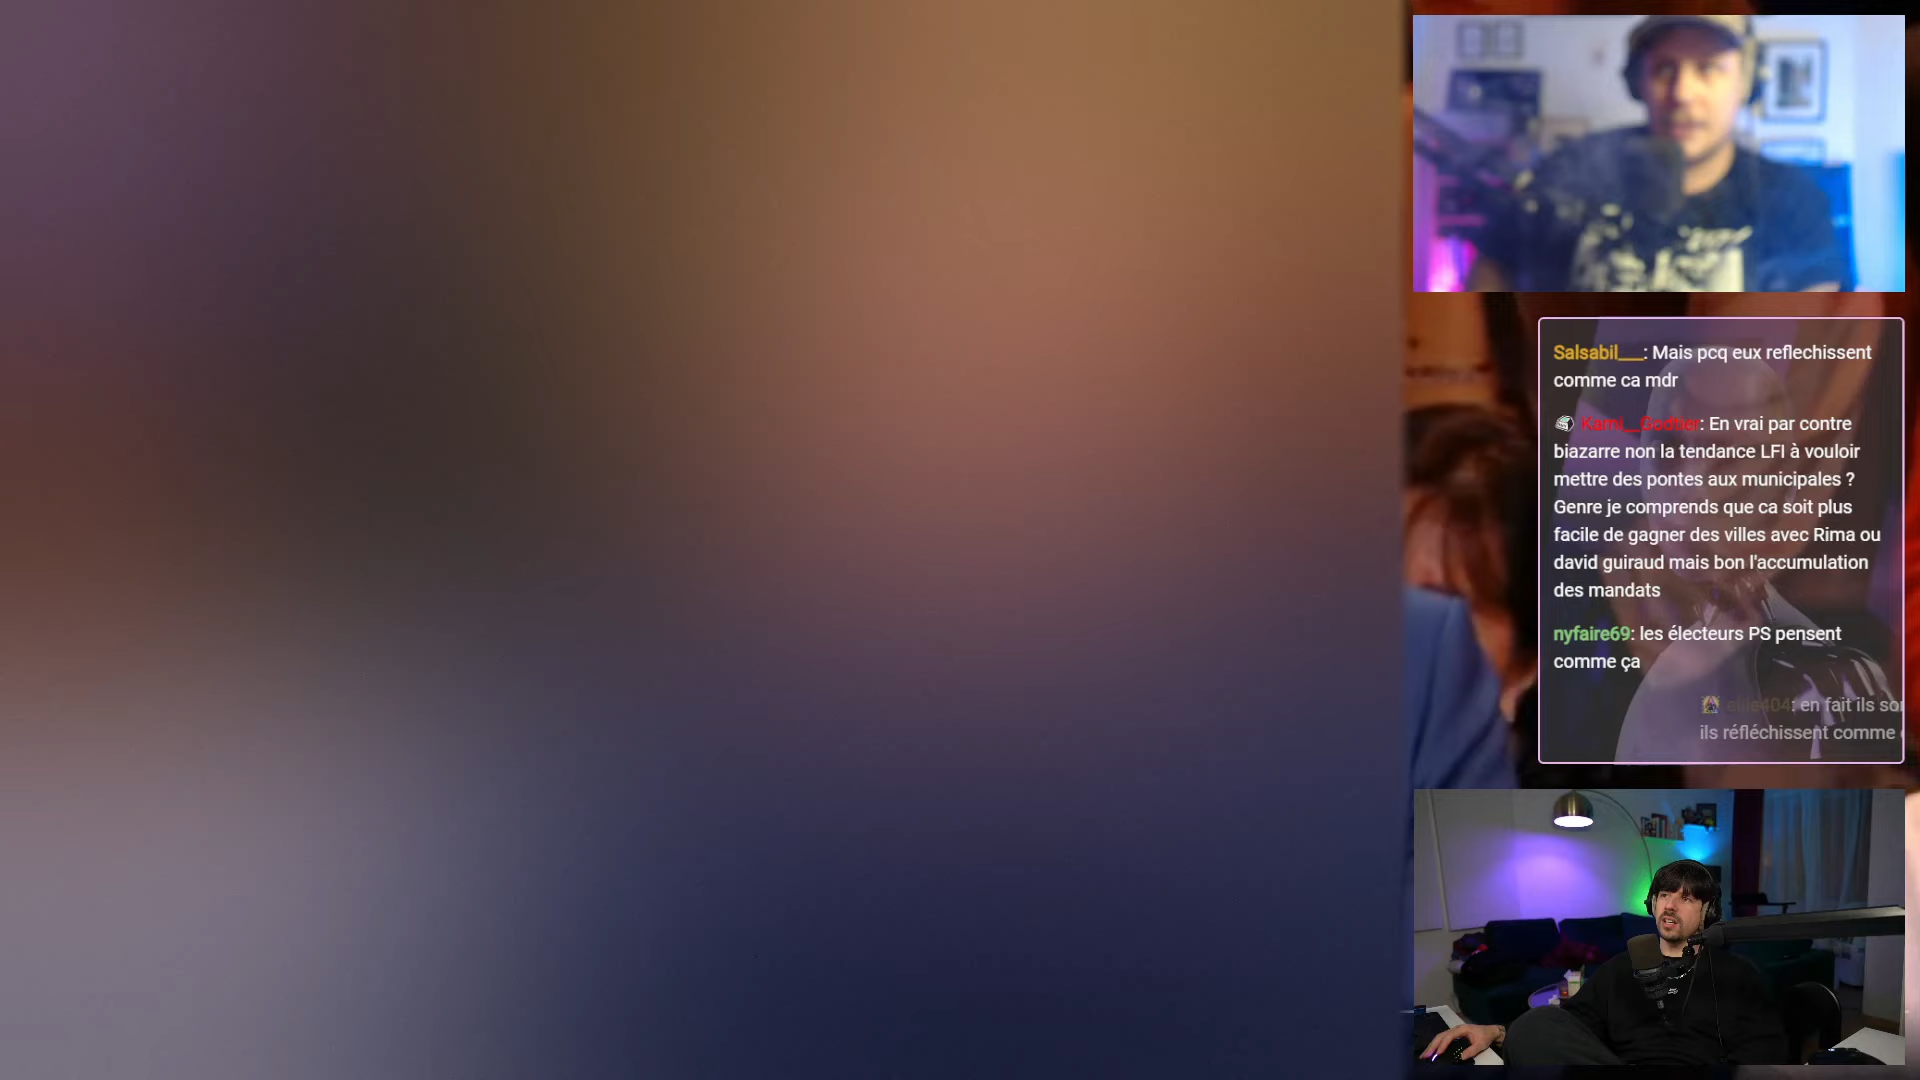 Salsabil___: Mais pcq eux reflechissent
comme ca mdr
Kami__Godtier: En vrai par contre
biazarre non la tendance LFI à vouloir
mettre des pontes aux municipales ?
Genre je comprends que ca soit plus
facile de gagner des villes avec Rima ou
david guiraud mais bon l'accumulation
des mandats
nyfaire69: les électeurs PS pensent
comme ça
: en fait ils
ils réfléchissent comme